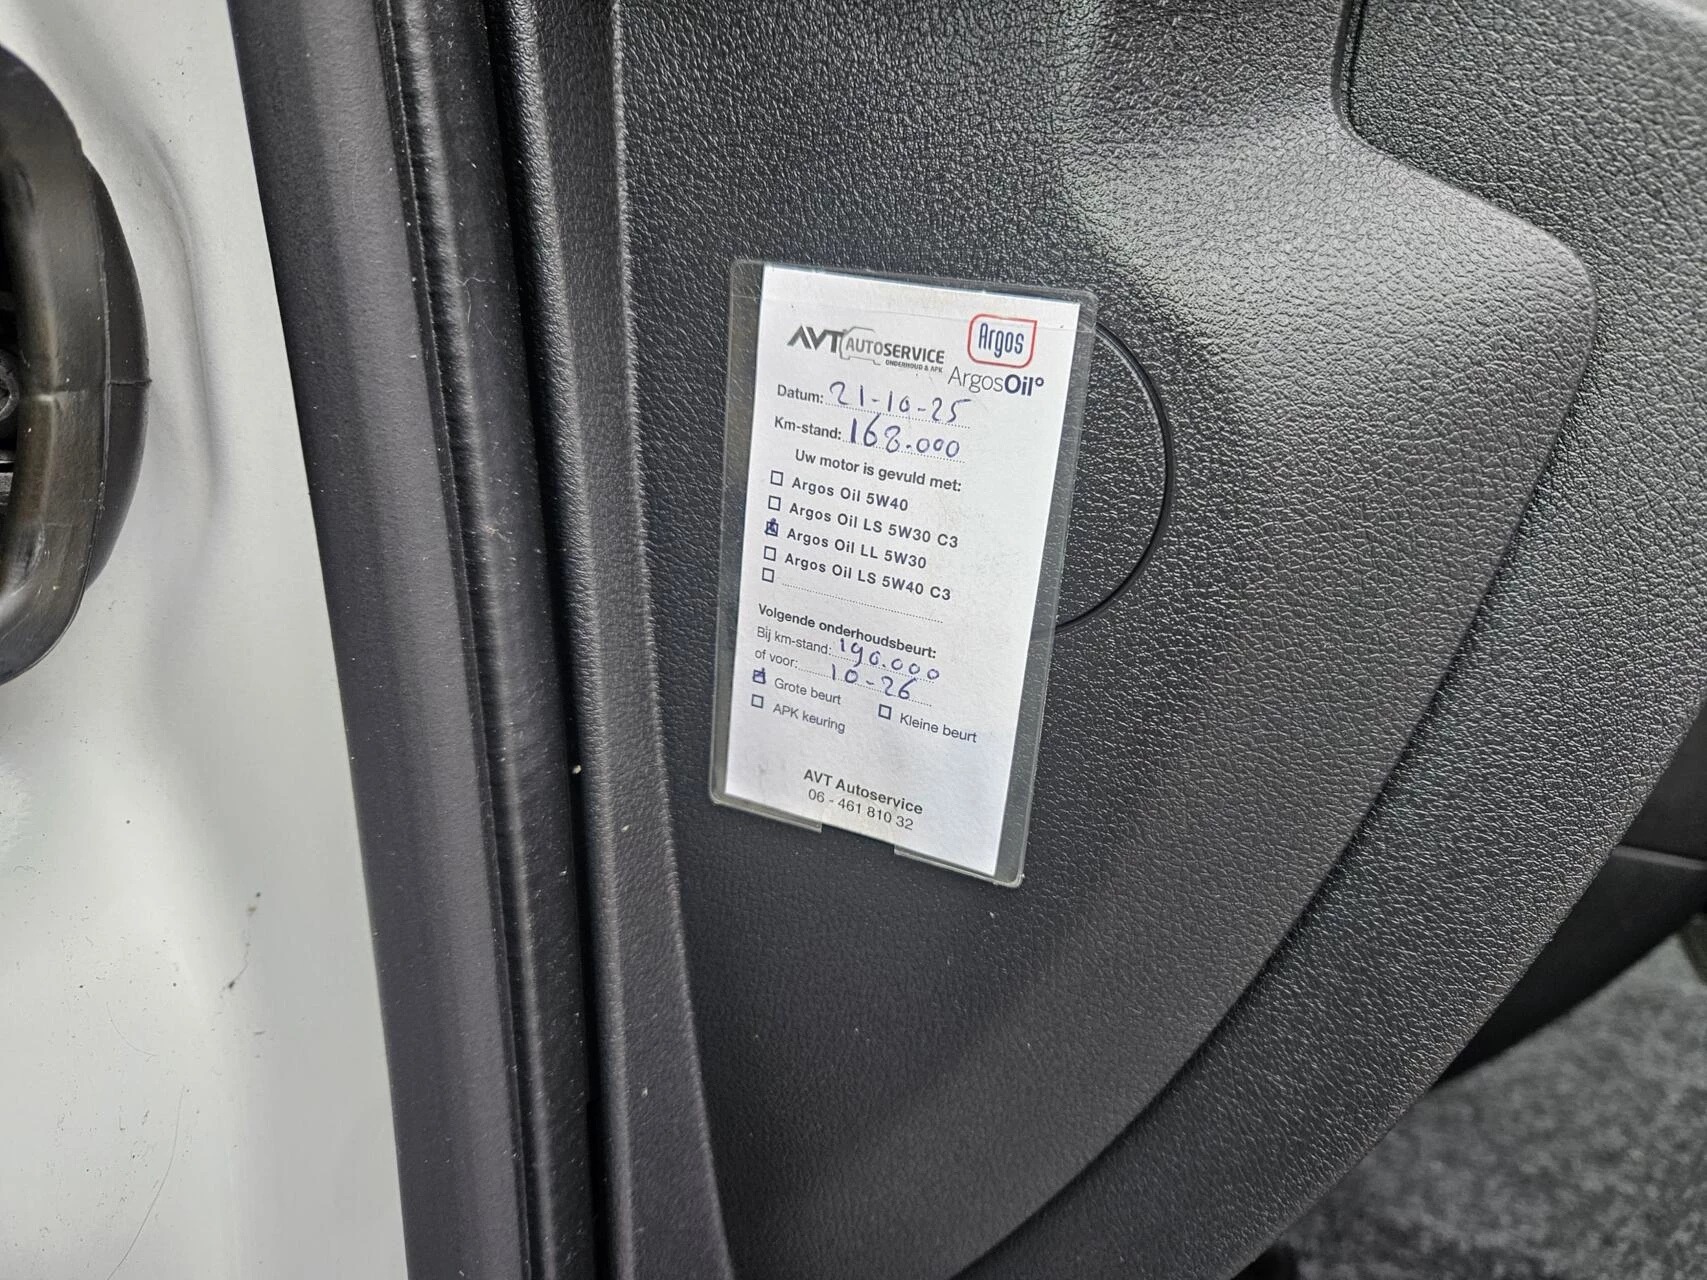 AVT AUTOSERVICE
ONDERHOUD & APK
Argos
ArgosOil°
Datum: 21-10-25
Km-stand: 168.000
Uw motor is gevuld met:
Argos Oil 5W40
Argos Oil LS 5W30 C3
Argos Oil LL 5W30
Argos Oil LS 5W40 C3
Volgende onderhoudsbeurt:
Bij km-stand: 190.000
of voor: 10-26
Grote beurt
Kleine beurt
APK keuring
AVT Autoservice
06 - 461 810 32